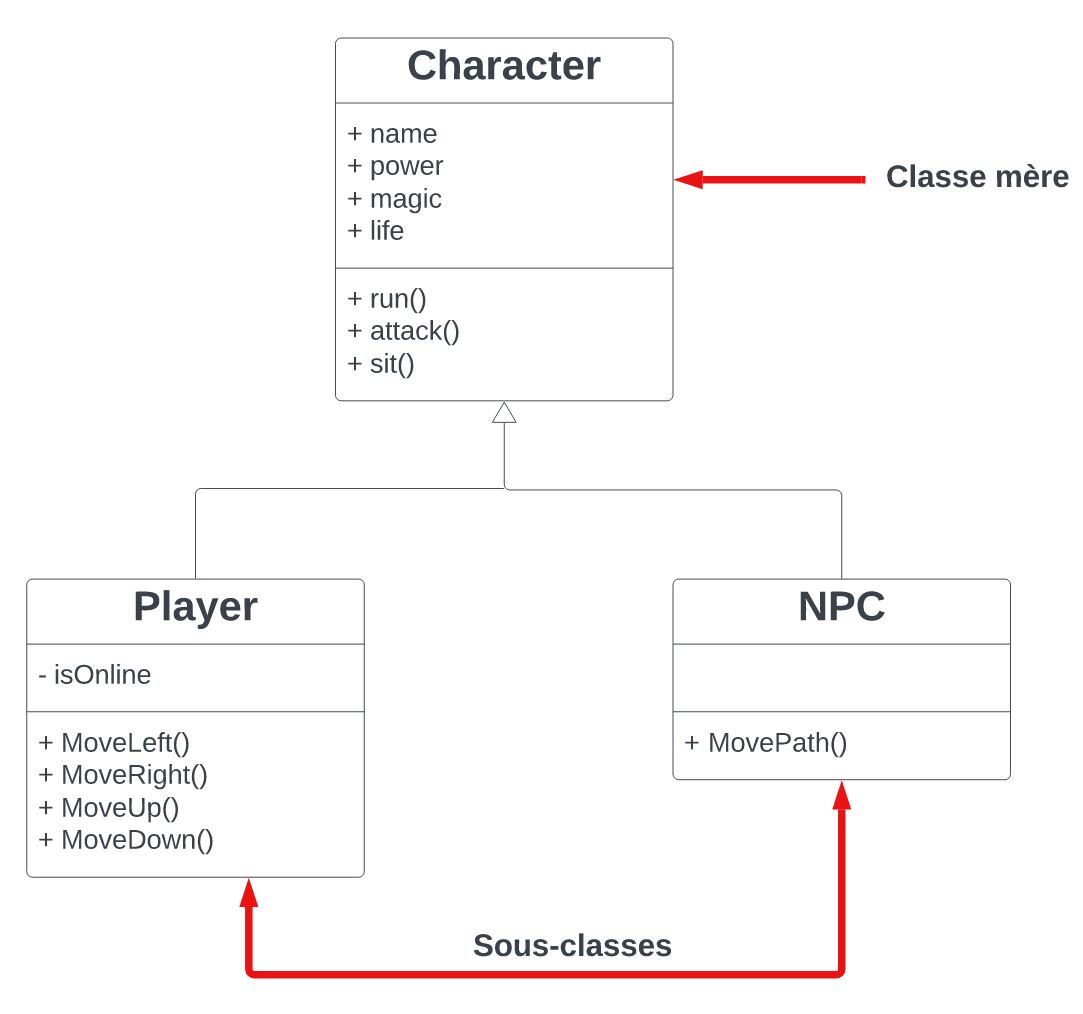 Character
+ name
+ power
+ magic
+ life
Classe mère
+ run()
+ attack()
+ sit()
Player
- isOnline
+ MoveLeft()
+ MoveRight()
+ MoveUp()
+ MoveDown()
NPC
+ MovePath()
Sous-classes